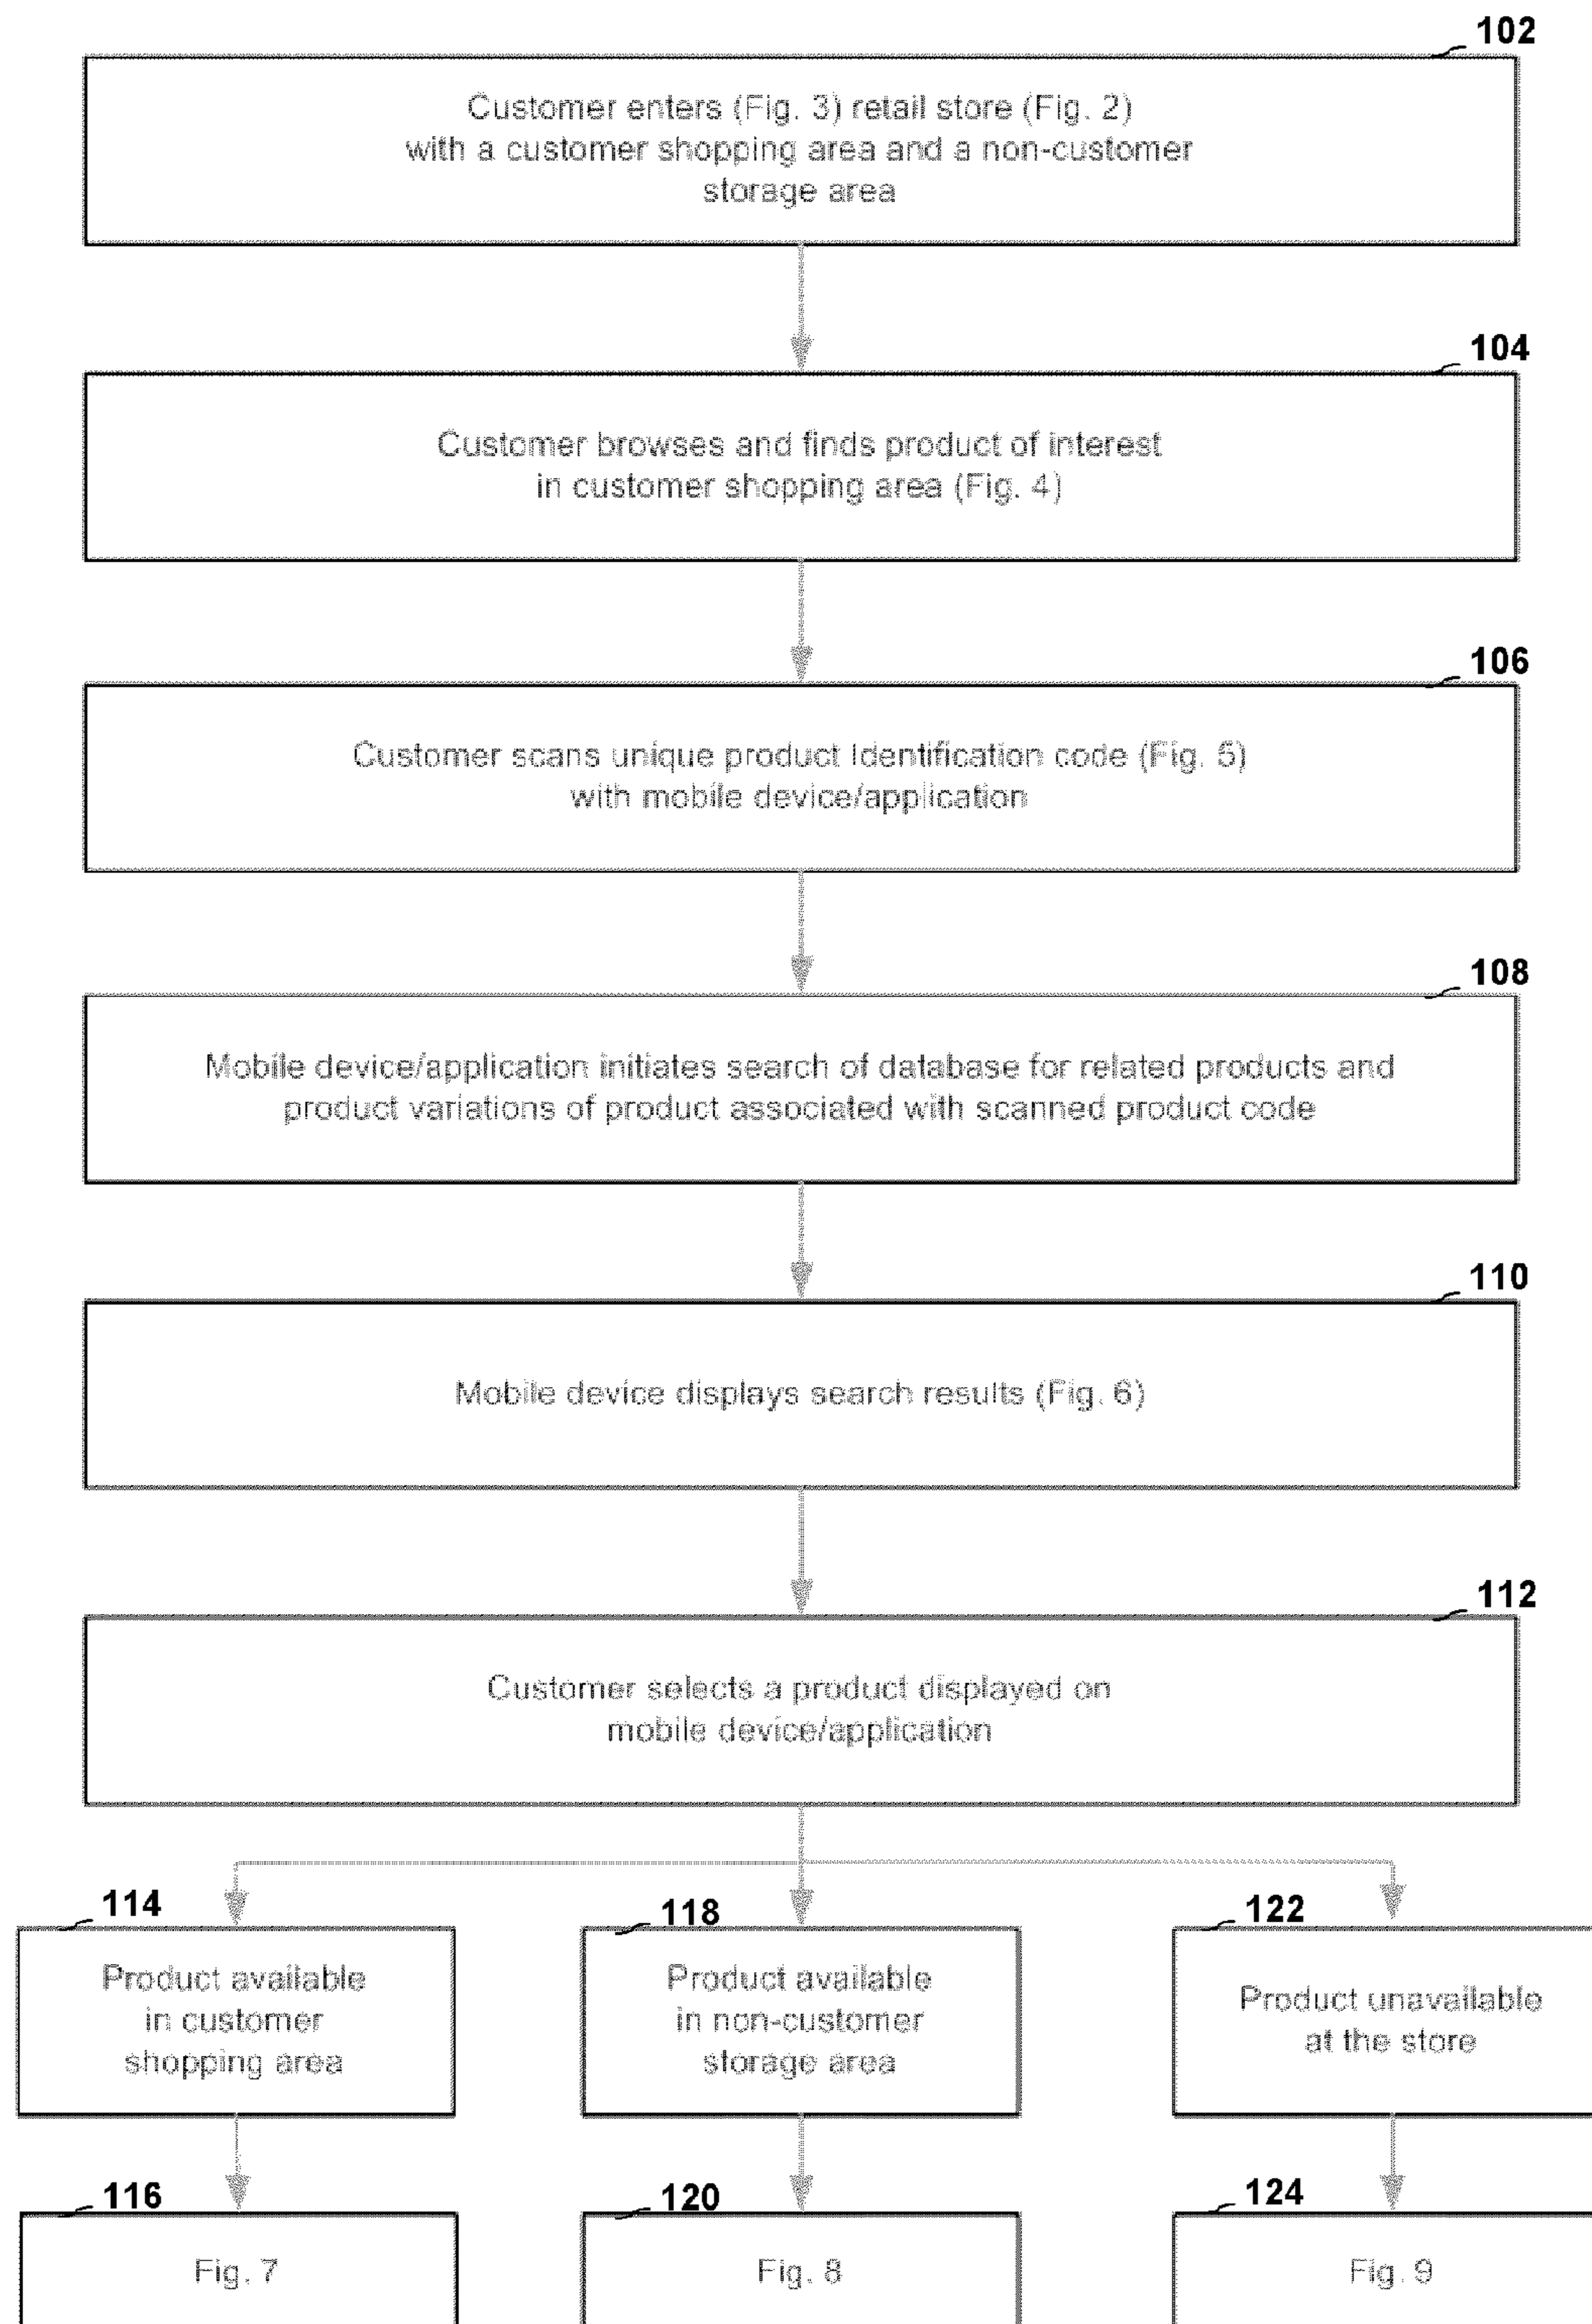 102
Customer enters (Fig. 3) retail store (Fig. 2)
with a customer shopping area and a non-customer
storage area
104
Customer browses and finds product of interest
in customer shopping area (Fig. 4)
106
Customer scans unique product Identification code (Fig. 5)
with mobile device/application
108
Mobile device/application initiates search of database for related products and
product variations of product associated with scanned product code
110
Mobile device displays search results (Fig. 6)
112
Customer selects a product displayed on
mobile device/application
114
Product available
in customer
shopping area
118
Product available
in non-customer
storage area
122
Product unavailable
at the store
116
Fig. 7
120
Fig. 8
124
Fig. 9